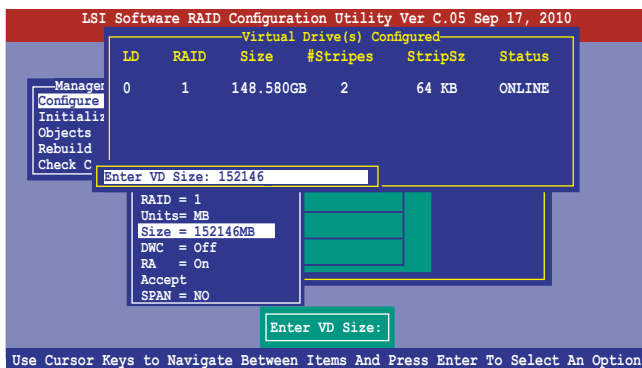 LSI Software RAID Configuration Utility Ver C.05 Sep 17, 2010
Virtual Drive(s) Configured
LD RAID Size #Stripes StripSz Status
0 1 148.580GB 2 64 KB ONLINE
Managem
Configure
Initializ
Objects
Rebuild
Check C
Enter VD Size: 152146
RAID = 1
Units= MB
Size = 152146MB
DWC = Off
RA = On
Accept
SPAN = NO
Enter VD Size:
Use Cursor Keys to Navigate Between Items And Press Enter To Select An Option